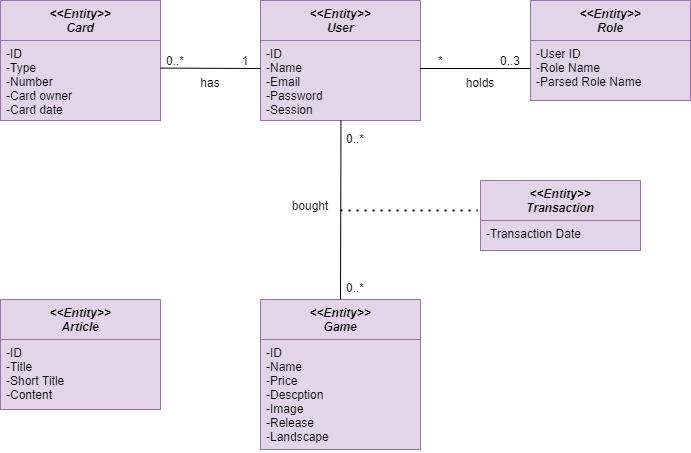 <<Entity>>
Card
-ID
-Type
-Number
-Card owner
-Card date
0..*
1
has
<<Entity>>
User
-ID
-Name
-Email
-Password
-Session
*
0..3
holds
<<Entity>>
Role
-User ID
-Role Name
-Parsed Role Name
0..*
bought
0..*
<<Entity>>
Transaction
-Transaction Date
<<Entity>>
Article
-ID
-Title
-Short Title
-Content
<<Entity>>
Game
-ID
-Name
-Price
-Descption
-Image
-Release
-Landscape